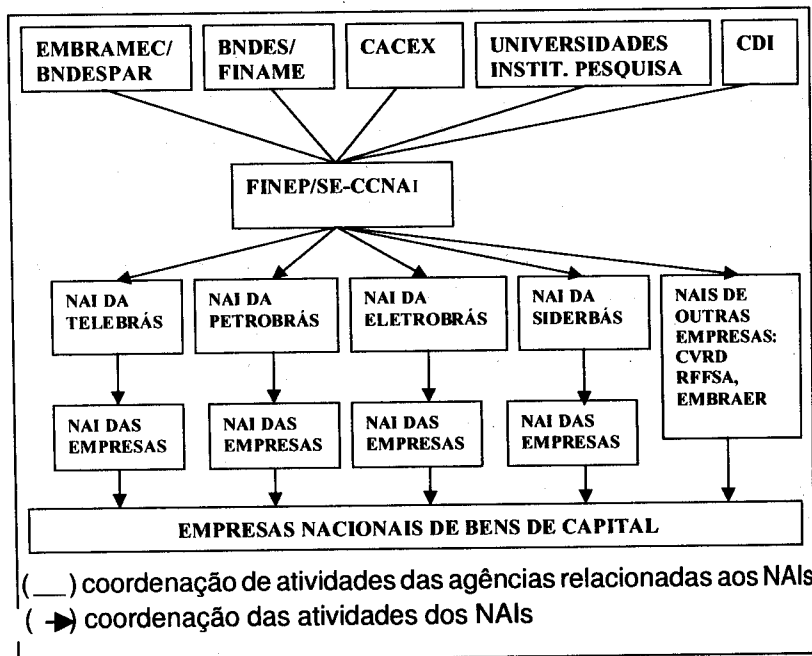 EMBRAMEC/
BNDESPAR
BNDES/
FINAME
CACEX
UNIVERSIDADES
INSTIT. PESQUISA
CDI
FINEP/SE-CCNAI
NAI DA
TELEBRÁS
NAI DA
PETROBRÁS
NAI DA
ELETROBRÁS
NAI DA
SIDERBÁS
NAIS DE
OUTRAS
EMPRESAS:
CVRD
RFFSA,
EMBRAER
NAI DAS
EMPRESAS
NAI DAS
EMPRESAS
NAI DAS
EMPRESAS
NAI DAS
EMPRESAS
EMPRESAS NACIONAIS DE BENS DE CAPITAL
( __ ) coordenação de atividades das agências relacionadas aos NAIs
( → ) coordenação das atividades dos NAIs